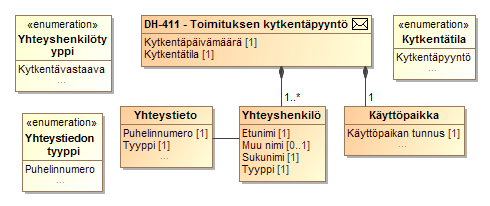 «enumeration»
Yhteyshenkilöty
yppi
Kytkentävastaava
...
DH-411 - Toimituksen kytkentäpyyntö
Kytkentäpäivämäärä [1]
Kytkentätila [1]
«enumeration»
Kytkentätila
Kytkentäpyyntö
...
1..*
1
«enumeration»
Yhteystiedon
tyyppi
Puhelinnumero
...
Yhteystieto
Puhelinnumero [1]
Tyyppi [1]
...
Yhteyshenkilö
Etunimi [1]
Muu nimi [0..1]
Sukunimi [1]
Tyyppi [1]
Käyttöpaikka
Käyttöpaikan tunnus [1]
...